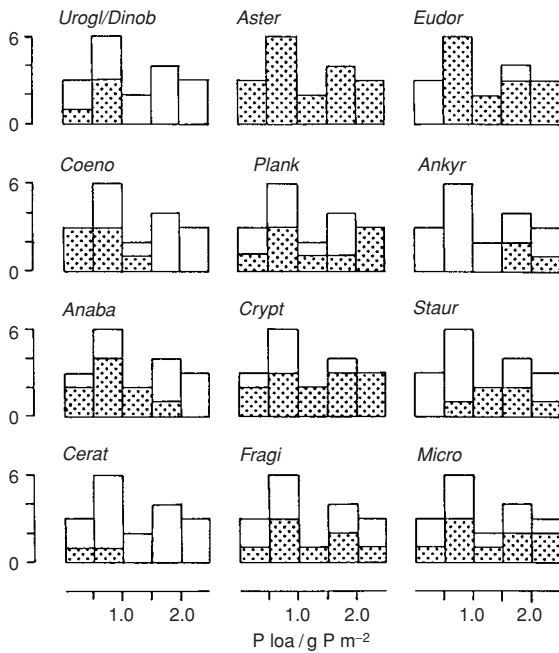 Urogl/Dinob Aster Eudor
6
0
Coeno Plank Ankyr
6
0
Anaba Crypt Staur
6
0
Cerat Fragi Micro
6
0
1.0 2.0 1.0 2.0 1.0 2.0
P loa / g P m⁻²